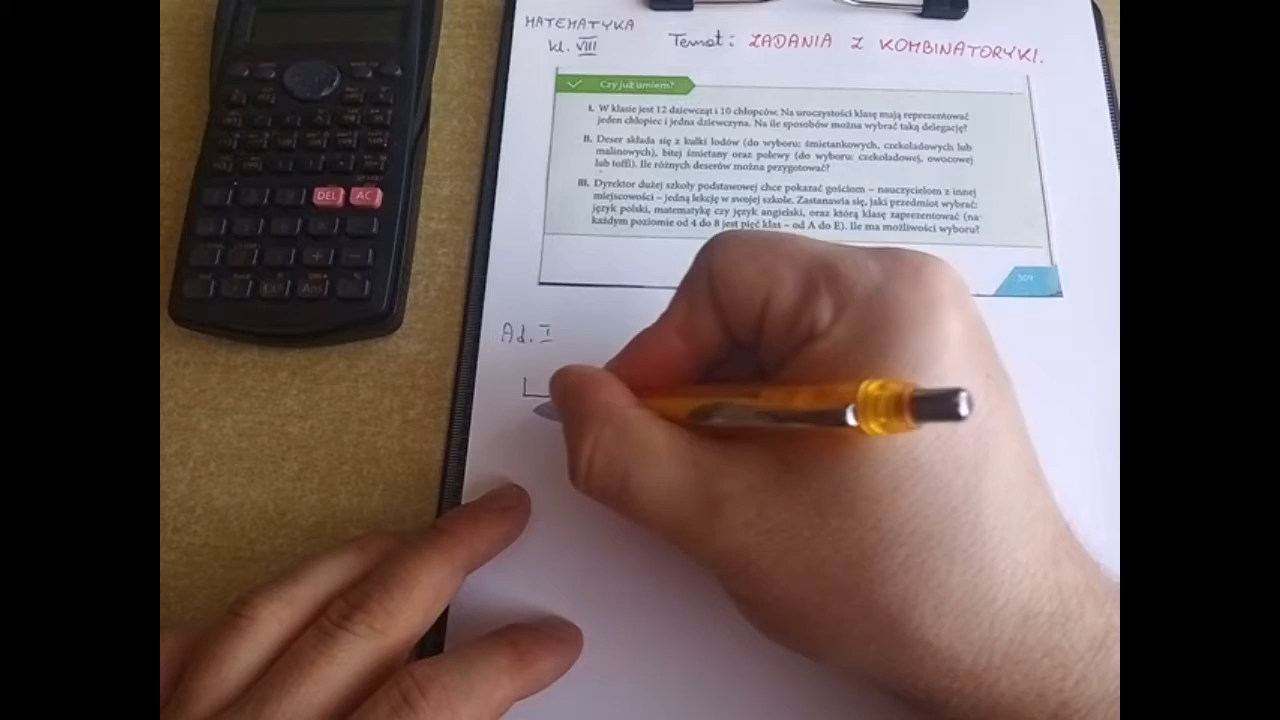 MATEMATYKA
kl. VIII
Temat: ZADANIA Z KOMBINATORYKI.
Czy już umiem?
I. W klasie jest 12 dziewcząt i 10 chłopców. Na uroczystości klasę mają reprezentować
jeden chłopiec i jedna dziewczyna. Na ile sposobów można wybrać taką delegację?
II. Deser składa się z kulki lodów (do wyboru: śmietankowych, czekoladowych lub
malinowych), bitej śmietany oraz polewy (do wyboru: czekoladowej, owocowej
lub toffi). Ile różnych deserów można przygotować?
III. Dyrektor dużej szkoły podstawowej chce pokazać gościom – nauczycielom z innej
miejscowości – jedną lekcję w swojej szkole. Zastanawia się, jaki przedmiot wybrać:
język polski, matematykę czy język angielski, oraz którą klasę zaprezentować (na
każdym poziomie od 4 do 8 jest pięć klas – od A do E). Ile ma możliwości wyboru?
309
Ad. I
DEL AC
+ −
EXP Ans